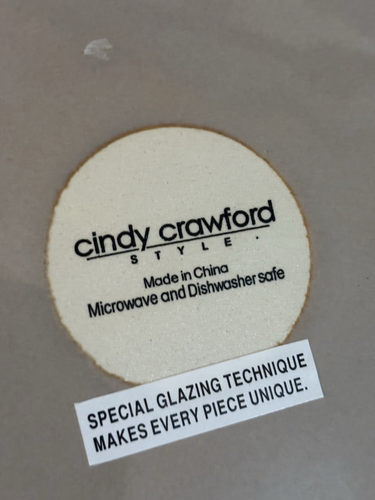 cindy crawford
STYLE.
Made in China
Microwave and Dishwasher safe
SPECIAL GLAZING TECHNIQUE
MAKES EVERY PIECE UNIQUE.